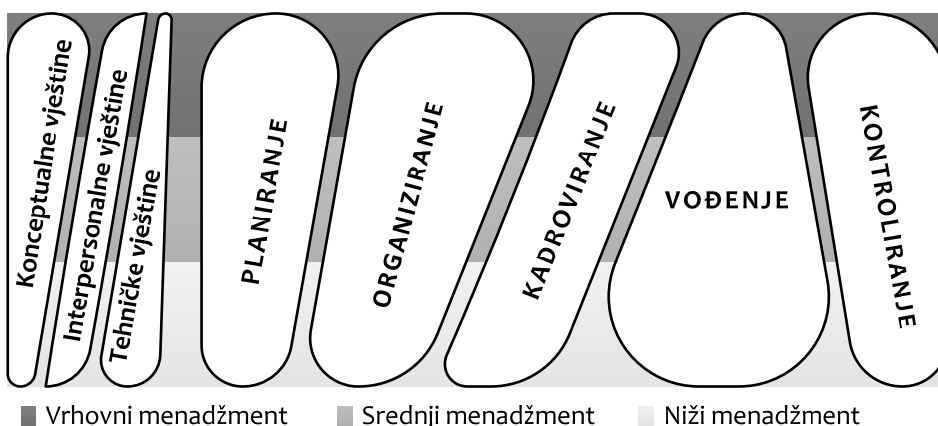 Konceptualne vještine
Interpersonalne vještine
Tehničke vještine
PLANIRANJE
ORGANIZIRANJE
KADROVIRANJE
VOĐENJE
KONTROLIRANJE
Vrhovni menadžment
Srednji menadžment
Niži menadžment